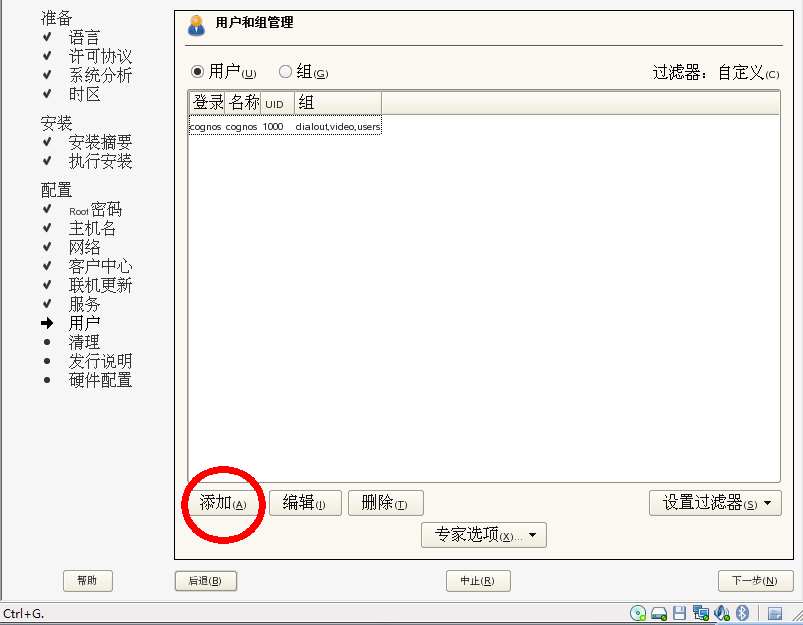 准备
语言
许可协议
系统分析
时区
安装
安装摘要
执行安装
配置
Root密码
主机名
网络
客户中心
联机更新
服务
用户
清理
发行说明
硬件配置
用户和组管理
用户(U) 组(G) 过滤器：自定义(C)
登录 名称 UID 组
cognos cognos 1000 dialout,video,users
添加(A) 编辑(I) 删除(T) 设置过滤器(S)
专家选项(X)...
帮助 后退(B) 中止(R) 下一步(N)
Ctrl+G.